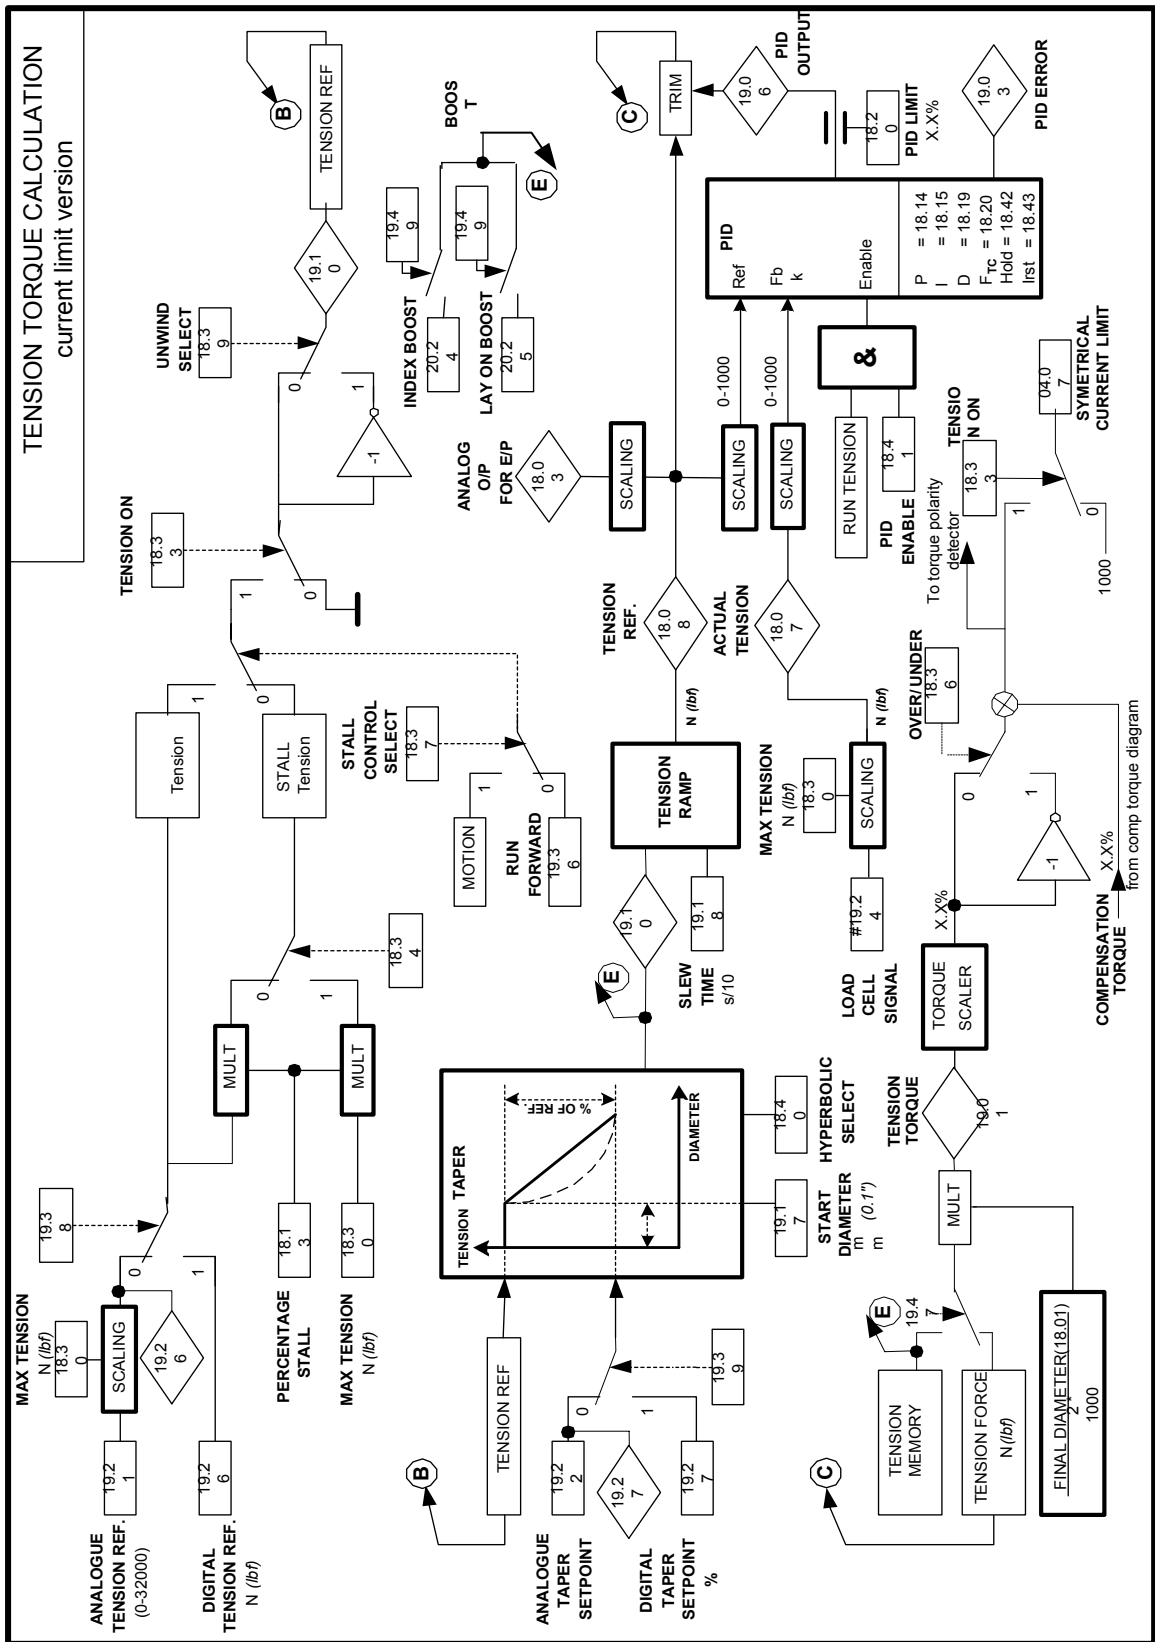 TENSION TORQUE CALCULATION
current limit version
MAX TENSION
N (lbf)
18.3
0
19.3
8
ANALOGUE
TENSION REF.
(0-32000)
19.2
1
SCALING
19.2
6
0
1
DIGITAL
TENSION REF.
N (lbf)
19.2
6
PERCENTAGE
STALL
18.1
3
MAX TENSION
N (lbf)
18.3
0
MULT
MULT
0
1
18.3
4
Tension
STALL
Tension
1
0
STALL
CONTROL
SELECT
18.3
7
MOTION
1
0
RUN
FORWARD
19.3
6
TENSION ON
18.3
3
1
0
-1
0
1
UNWIND
SELECT
18.3
9
19.1
0
TENSION REF
B
INDEX BOOST
20.2
4
19.4
9
LAY ON BOOST
20.2
5
19.4
9
BOOS
T
E
B
TENSION REF
ANALOGUE
TAPER
SETPOINT
19.2
2
19.2
7
0
1
DIGITAL
TAPER
SETPOINT
%
19.2
7
19.3
9
TENSION TAPER
% OF REF.
DIAMETER
START
DIAMETER
m (0.1")
m
19.1
7
HYPERBOLIC
SELECT
18.4
0
E
19.1
0
SLEW
TIME
s/10
19.1
8
TENSION
RAMP
N (lbf)
TENSION
REF.
18.0
8
ANALOG
O/P
FOR E/P
18.0
3
SCALING
SCALING
0-1000
TRIM
C
19.0
6
PID
OUTPUT
LOAD
CELL
SIGNAL
#19.2
4
MAX TENSION
N (lbf)
18.3
0
SCALING
N (lbf)
ACTUAL
TENSION
18.0
7
SCALING
0-1000
RUN TENSION
18.4
1
PID
ENABLE
&
PID
Ref
Fb
k
Enable
P = 18.14
I = 18.15
D = 18.19
FTC = 18.20
Hold = 18.42
Irst = 18.43
18.2
0
PID LIMIT
X.X%
19.0
3
PID ERROR
C
TENSION
MEMORY
TENSION FORCE
N (lbf)
E
19.4
7
FINAL DIAMETER(18.01)
2*
1000
MULT
TENSION
TORQUE
19.0
1
TORQUE
SCALER
X.X%
-1
0
1
OVER/ UNDER
18.3
6
COMPENSATION
TORQUE
X.X%
from comp torque diagram
To torque polarity
detector
TENSIO
N ON
18.3
3
1
0
1000
04.0
7
SYMETRICAL
CURRENT LIMIT